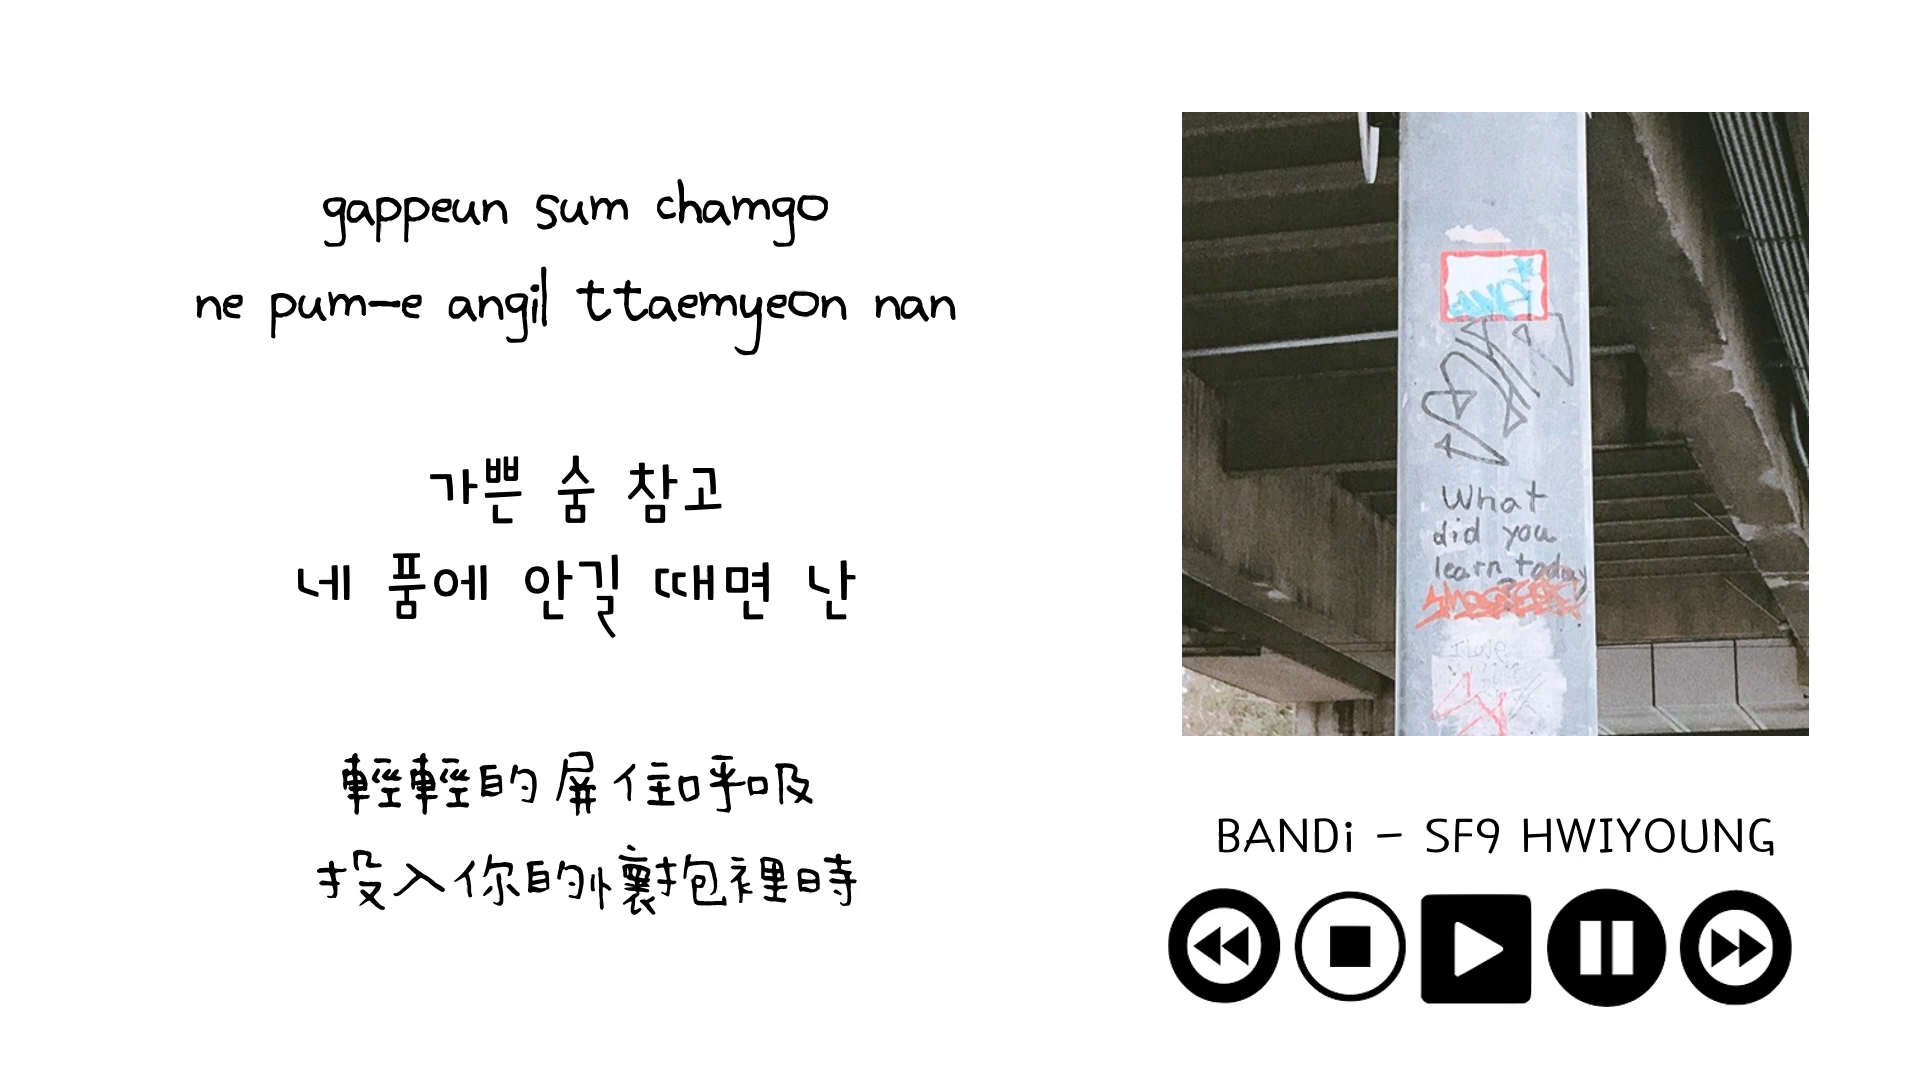 gappeun sum chamgo
ne pum-e angil ttaemyeon nan
가쁜 숨 참고
네 품에 안길 때면 난
輕輕的屏住呼吸
投入你的懷抱裡時
What
did you
learn today
I Love
BANDi - SF9 HWIYOUNG